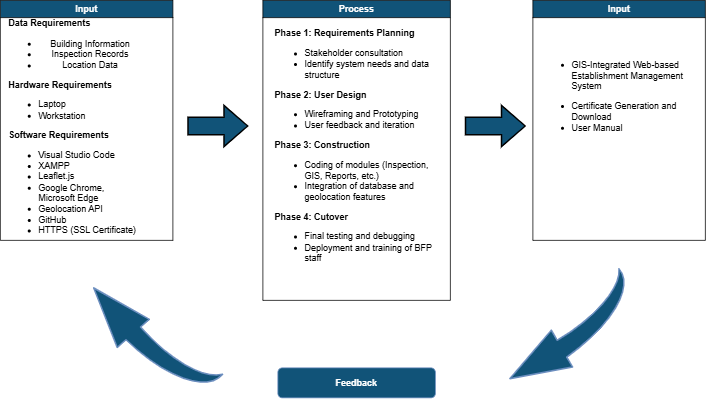 Input
Data Requirements
Building Information
Inspection Records
Location Data
Hardware Requirements
Laptop
Workstation
Software Requirements
Visual Studio Code
XAMPP
Leaflet.js
Google Chrome,
Microsoft Edge
Geolocation API
GitHub
HTTPS (SSL Certificate)
Process
Phase 1: Requirements Planning
Stakeholder consultation
Identify system needs and data
structure
Phase 2: User Design
Wireframing and Prototyping
User feedback and iteration
Phase 3: Construction
Coding of modules (Inspection,
GIS, Reports, etc.)
Integration of database and
geolocation features
Phase 4: Cutover
Final testing and debugging
Deployment and training of BFP
staff
Input
GIS-Integrated Web-based
Establishment Management
System
Certificate Generation and
Download
User Manual
Feedback